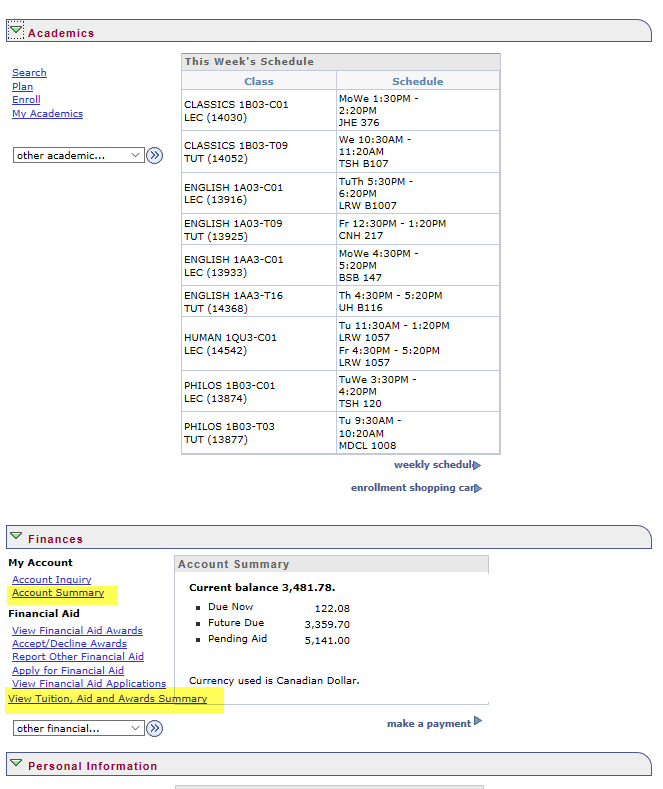 Academics
Search
Plan
Enroll
My Academics
other academic...
This Week's Schedule
Class Schedule
CLASSICS 1B03-C01
LEC (14030)
MoWe 1:30PM -
2:20PM
JHE 376
CLASSICS 1B03-T09
TUT (14052)
We 10:30AM -
11:20AM
TSH B107
ENGLISH 1A03-C01
LEC (13916)
TuTh 5:30PM -
6:20PM
LRW B1007
ENGLISH 1A03-T09
TUT (13925)
Fr 12:30PM - 1:20PM
CNH 217
ENGLISH 1AA3-C01
LEC (13933)
MoWe 4:30PM -
5:20PM
BSB 147
ENGLISH 1AA3-T16
TUT (14368)
Th 4:30PM - 5:20PM
UH B116
HUMAN 1QU3-C01
LEC (14542)
Tu 11:30AM - 1:20PM
LRW 1057
Fr 4:30PM - 5:20PM
LRW 1057
PHILOS 1B03-C01
LEC (13874)
TuWe 3:30PM -
4:20PM
TSH 120
PHILOS 1B03-T03
TUT (13877)
Tu 9:30AM -
10:20AM
MDCL 1008
weekly schedul
enrollment shopping car
Finances
My Account
Account Inquiry
Account Summary
Financial Aid
View Financial Aid Awards
Accept/Decline Awards
Report Other Financial Aid
Apply for Financial Aid
View Financial Aid Applications
View Tuition, Aid and Awards Summary
other financial...
Account Summary
Current balance 3,481.78.
Due Now 122.08
Future Due 3,359.70
Pending Aid 5,141.00
Currency used is Canadian Dollar.
make a payment
Personal Information